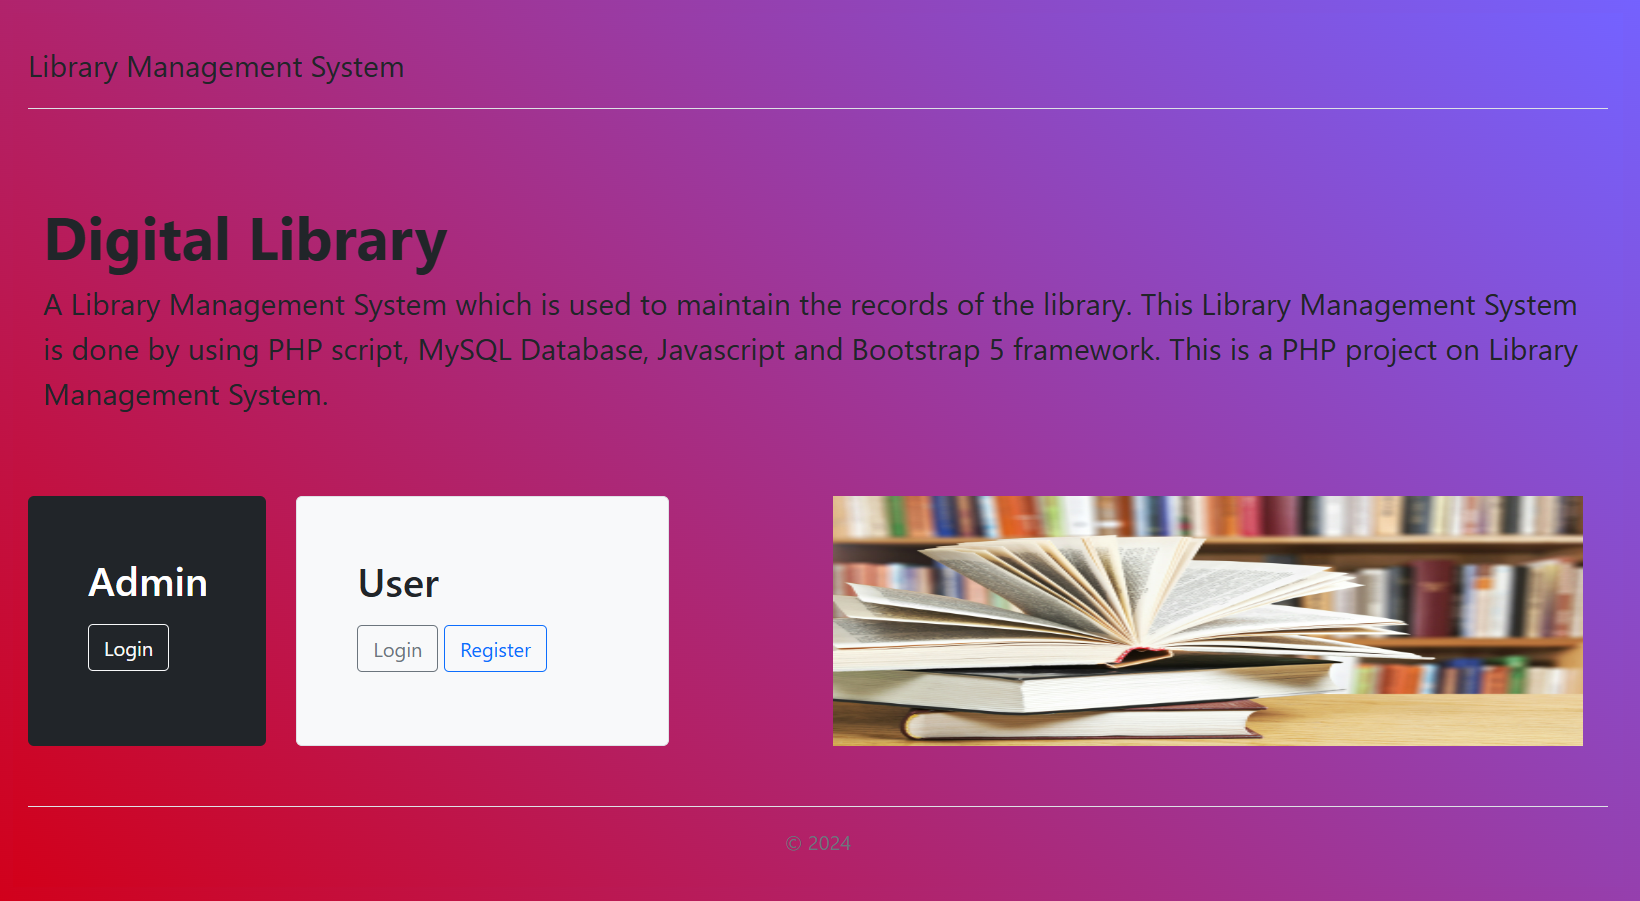 Library Management System
Digital Library
A Library Management System which is used to maintain the records of the library. This Library Management System
is done by using PHP script, MySQL Database, Javascript and Bootstrap 5 framework. This is a PHP project on Library
Management System.
Admin
Login
User
Login Register
© 2024